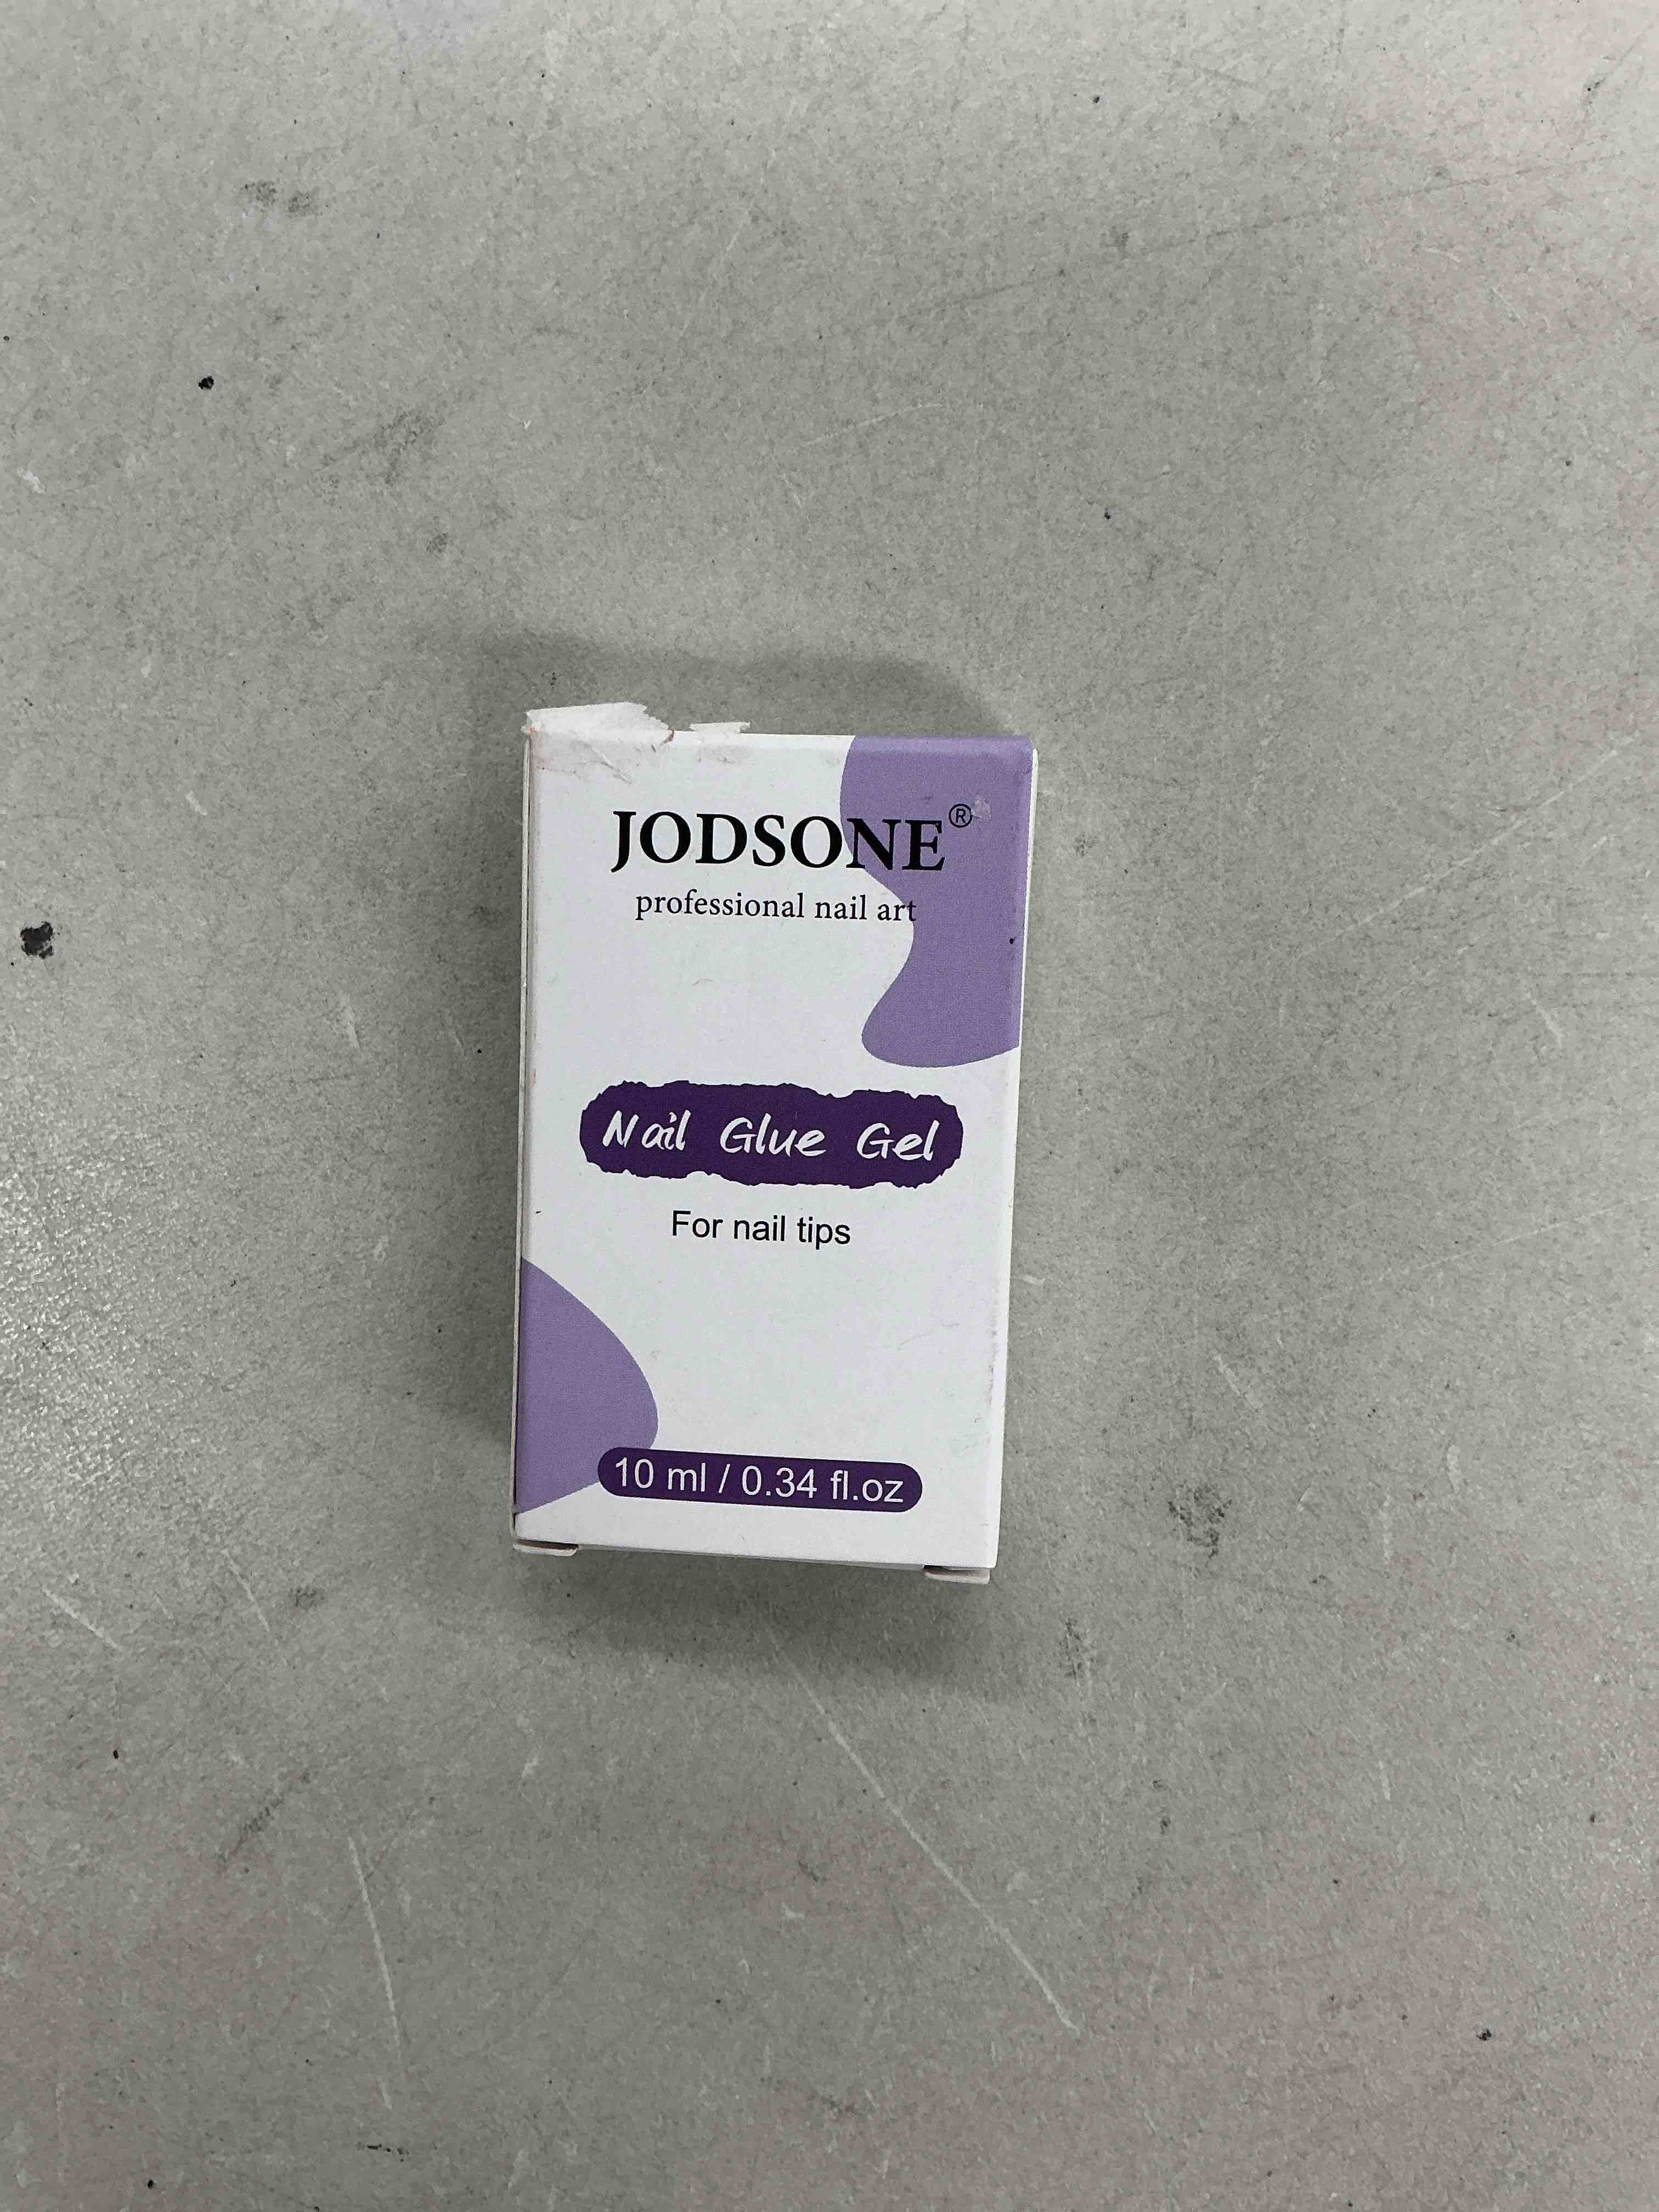 JODSONE®
professional nail art
Nail Glue Gel
For nail tips
10 ml / 0.34 fl.oz